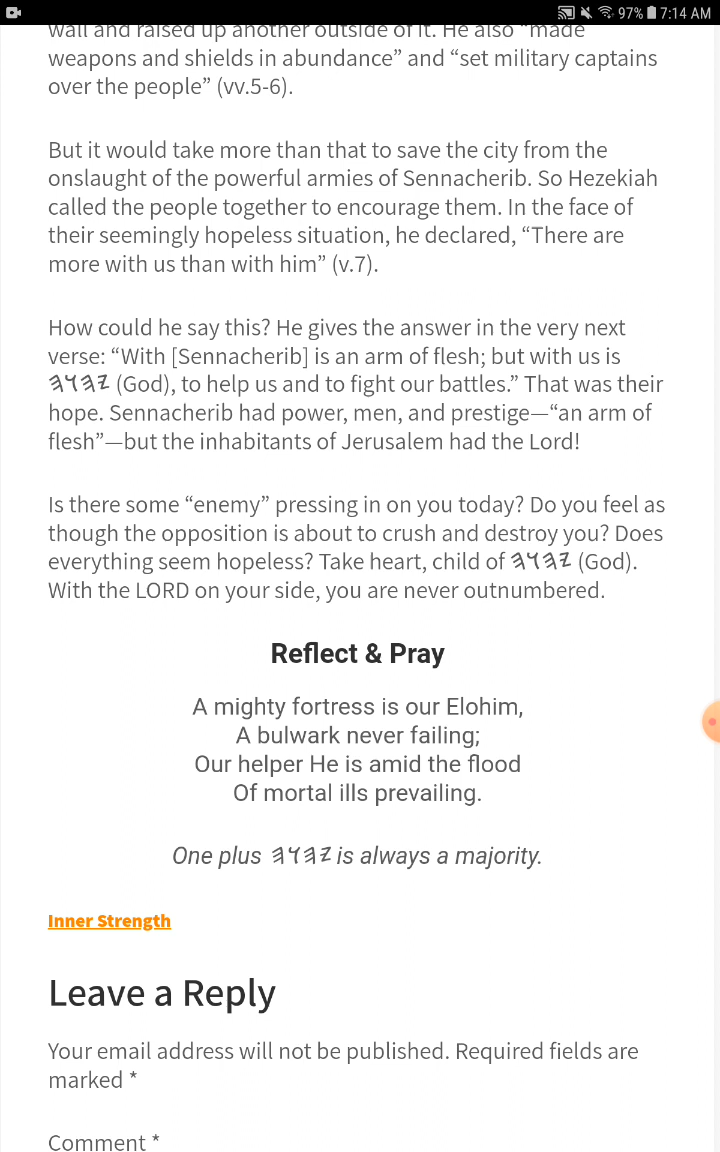 97% 7:14 AM
wall and raised up another outside of it. He also “made
weapons and shields in abundance” and “set military captains
over the people” (vv.5-6).
But it would take more than that to save the city from the
onslaught of the powerful armies of Sennacherib. So Hezekiah
called the people together to encourage them. In the face of
their seemingly hopeless situation, he declared, “There are
more with us than with him” (v.7).
How could he say this? He gives the answer in the very next
verse: “With [Sennacherib] is an arm of flesh; but with us is
𐤉𐤄𐤅𐤄 (God), to help us and to fight our battles.” That was their
hope. Sennacherib had power, men, and prestige—“an arm of
flesh”—but the inhabitants of Jerusalem had the Lord!
Is there some “enemy” pressing in on you today? Do you feel as
though the opposition is about to crush and destroy you? Does
everything seem hopeless? Take heart, child of 𐤉𐤄𐤅𐤄 (God).
With the LORD on your side, you are never outnumbered.
Reflect & Pray
A mighty fortress is our Elohim,
A bulwark never failing;
Our helper He is amid the flood
Of mortal ills prevailing.
One plus 𐤉𐤄𐤅𐤄 is always a majority.
Inner Strength
Leave a Reply
Your email address will not be published. Required fields are
marked *
Comment *